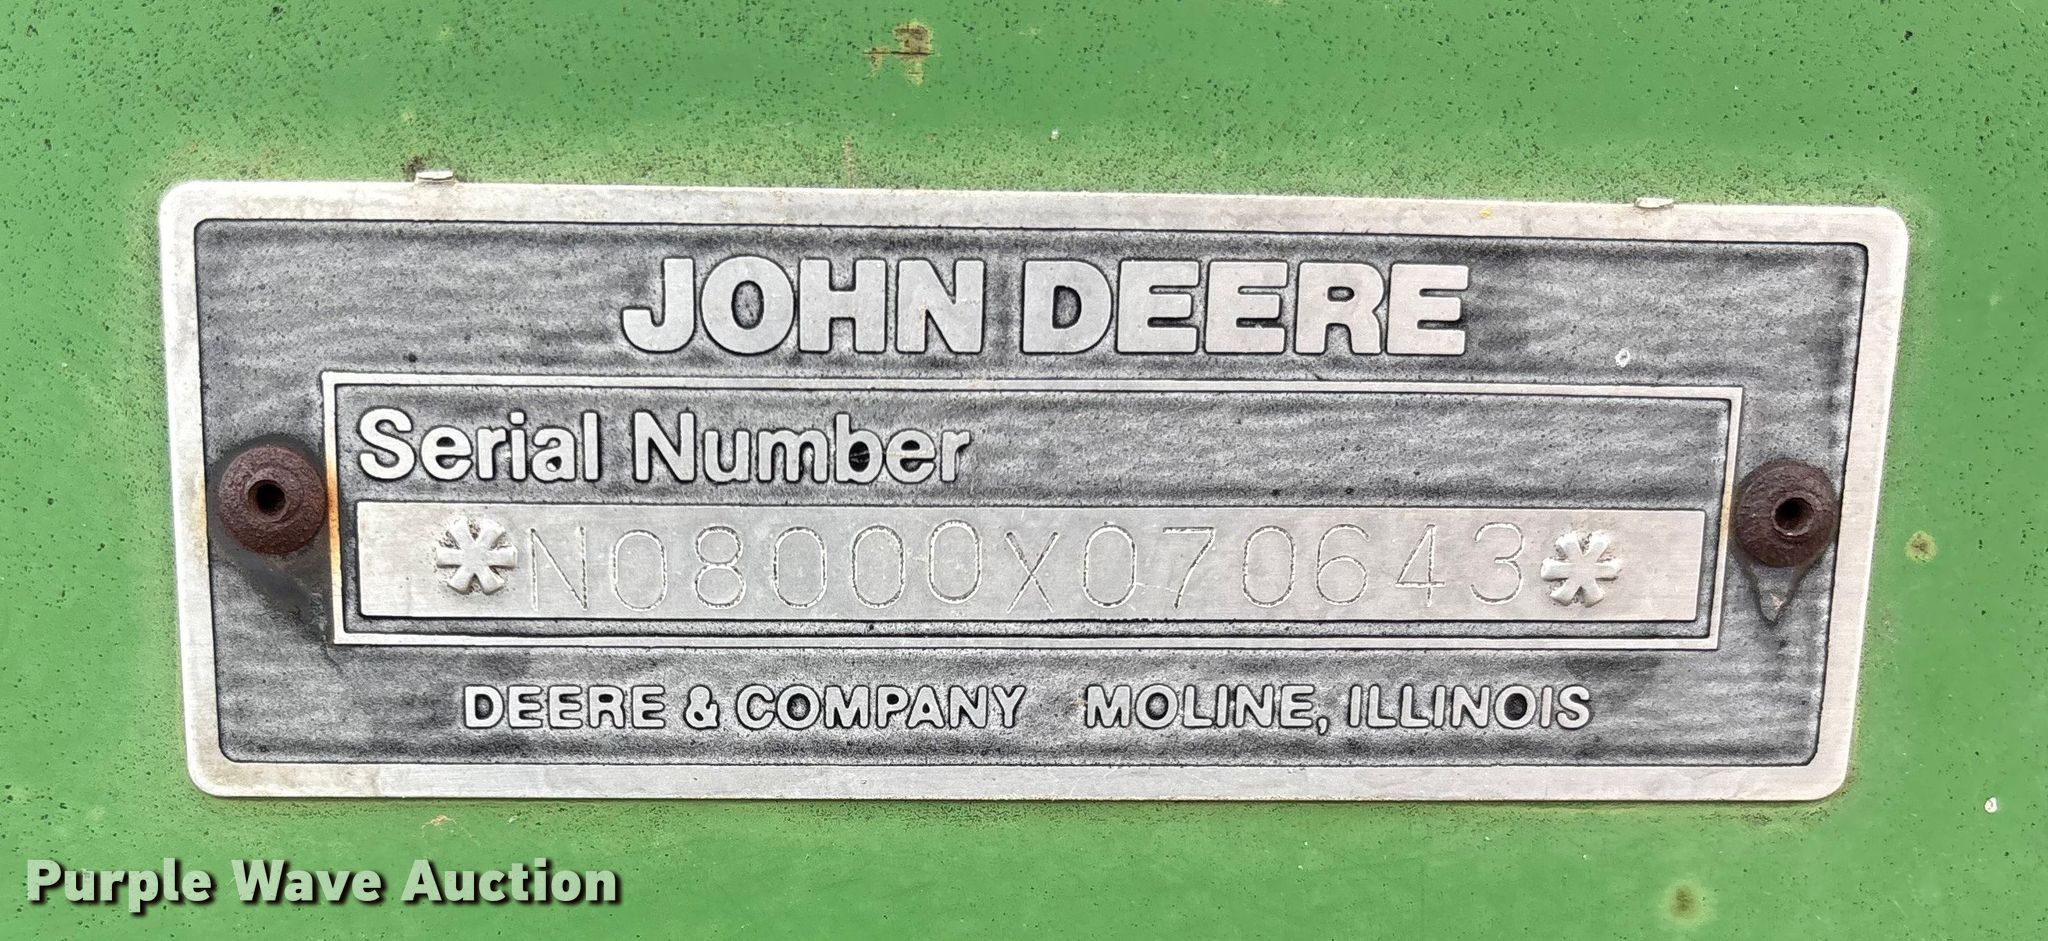 JOHN DEERE
Serial Number
*N08000X070643*
DEERE & COMPANY MOLINE, ILLINOIS
Purple Wave Auction